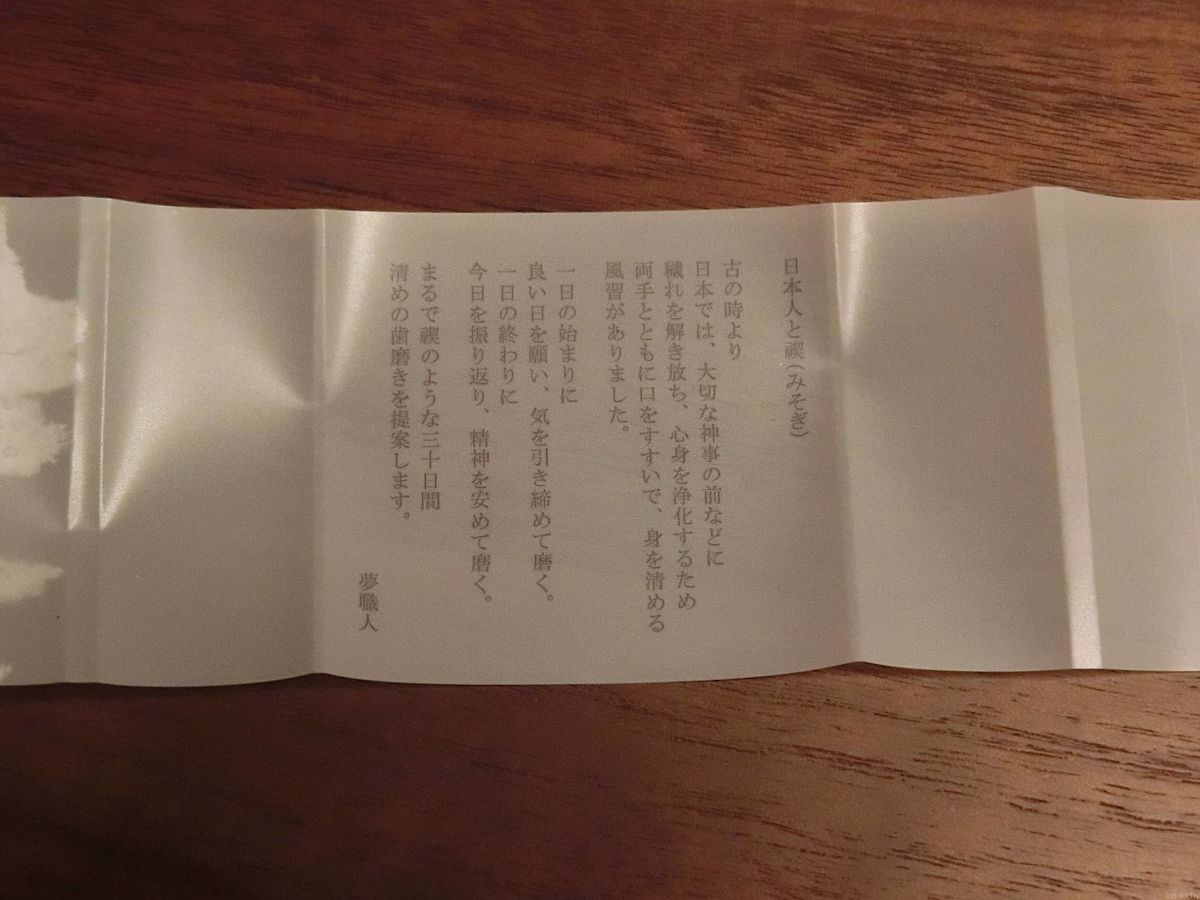 日本人と禊（みそぎ）
古の時より
日本では、大切な神事の前などに
穢れを解き放ち、心身を浄化するため
両手とともに口をすすいで、身を清める
風習がありました。
一日の始まりに
良い日を願い、気を引き締めて磨く。
一日の終わりに
今日を振り返り、精神を安めて磨く。
まるで禊のような三十日間
清めの歯磨きを提案します。
夢職人